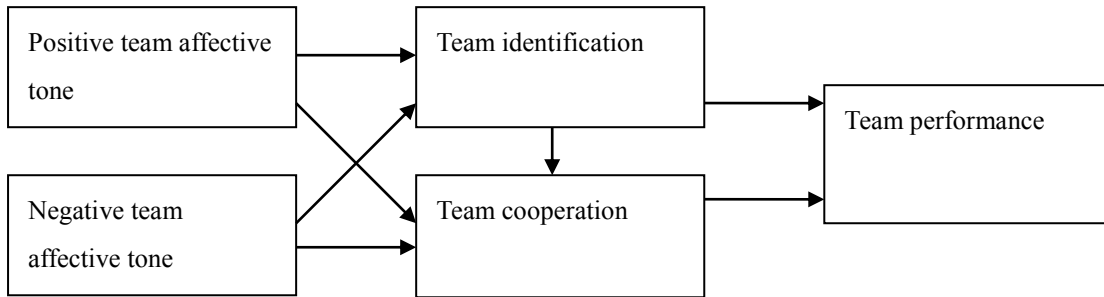 Positive team affective
tone
Team identification
Team performance
Negative team
affective tone
Team cooperation